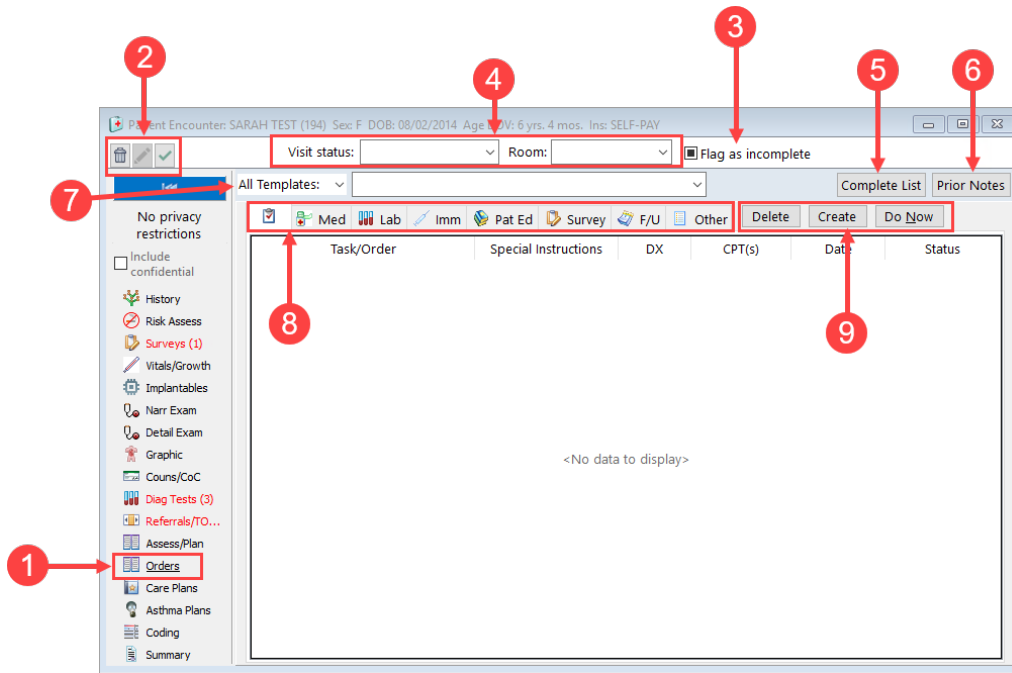 3
2
4
5
6
Patient Encounter: SARAH TEST (194) Sex: F DOB: 08/02/2014 Age DOV: 6 yrs. 4 mos. Ins: SELF-PAY
Visit status: Room: Flag as incomplete
7
All Templates: Complete List Prior Notes
No privacy
restrictions
Med Lab Imm Pat Ed Survey F/U Other Delete Create Do Now
Task/Order Special Instructions DX CPT(s) Date Status
Include
confidential
8
9
History
Risk Assess
Surveys (1)
Vitals/Growth
Implantables
Narr Exam
Detail Exam
Graphic
<No data to display>
Couns/CoC
Diag Tests (3)
Referrals/TO...
Assess/Plan
1
Orders
Care Plans
Asthma Plans
Coding
Summary